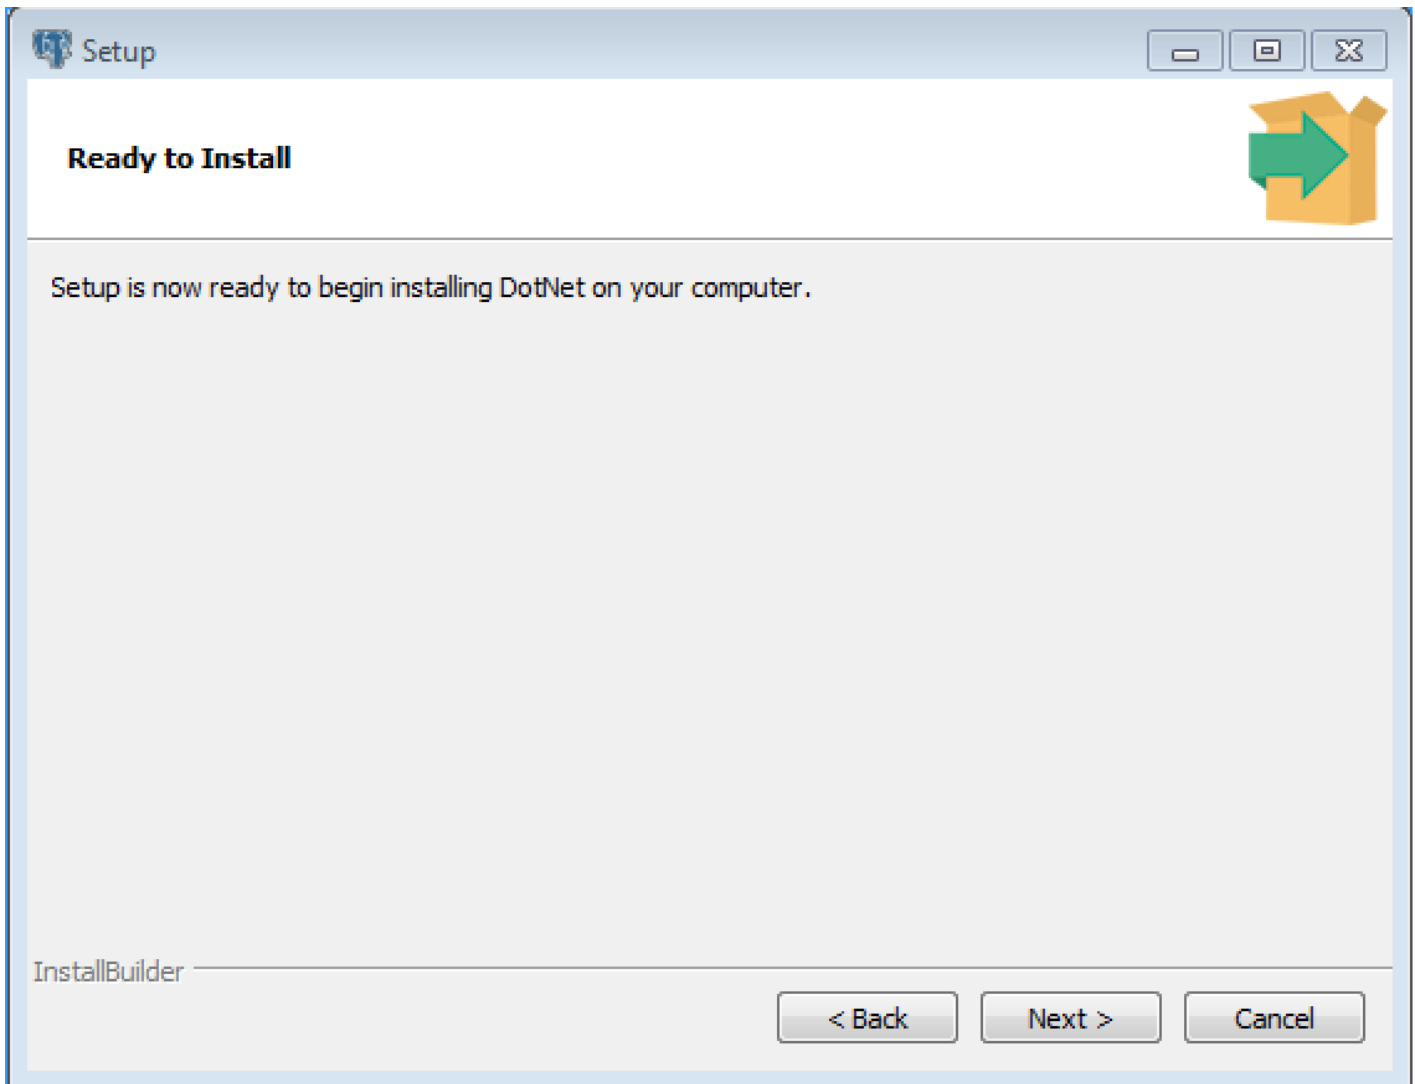 Setup
Ready to Install
Setup is now ready to begin installing DotNet on your computer.
InstallBuilder
< Back
Next >
Cancel